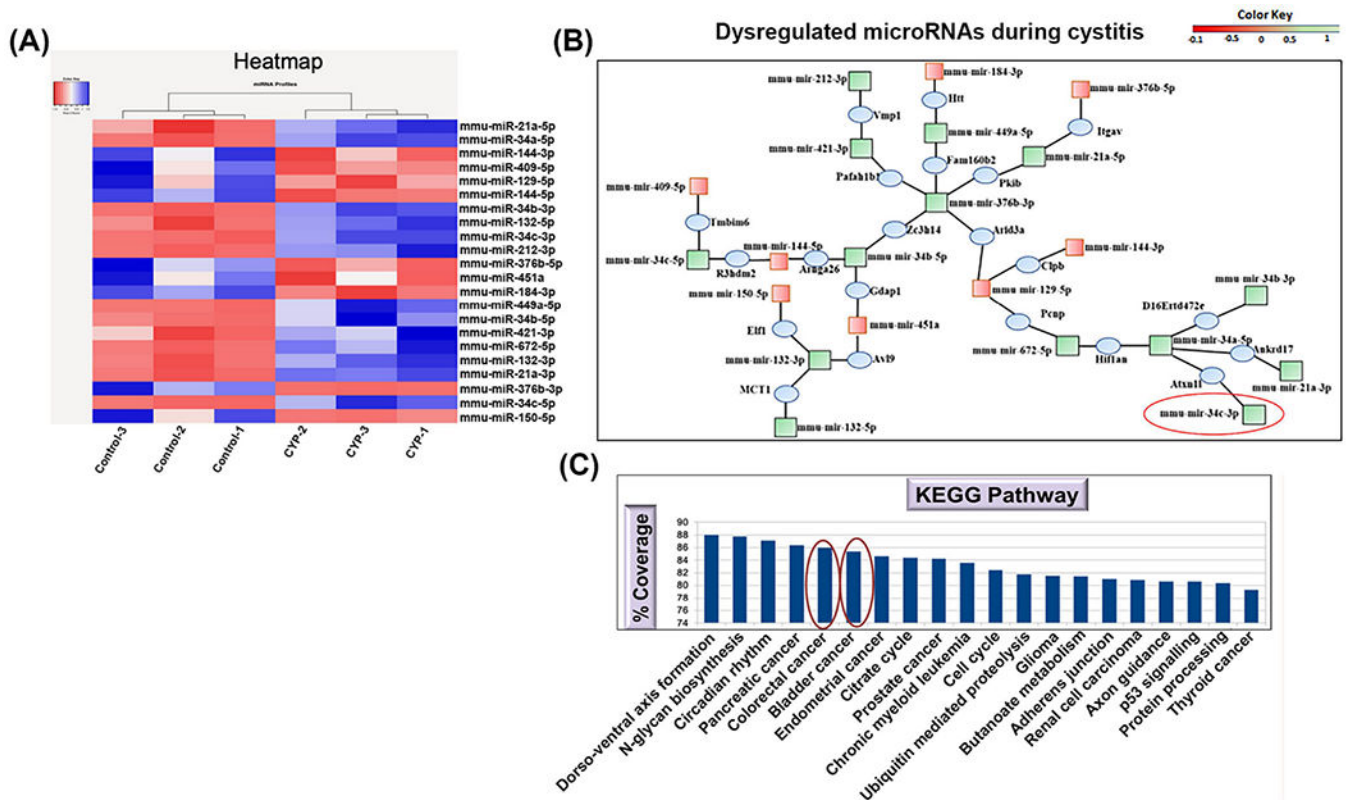 (A)
Heatmap
Color Key
miRNA Profiles
mmu-miR-21a-5p
mmu-miR-34a-5p
mmu-miR-144-3p
mmu-miR-409-5p
mmu-miR-129-5p
mmu-miR-144-5p
mmu-miR-34b-3p
mmu-miR-132-5p
mmu-miR-34c-3p
mmu-miR-212-3p
mmu-miR-376b-5p
mmu-miR-451a
mmu-miR-184-3p
mmu-miR-449a-5p
mmu-miR-34b-5p
mmu-miR-421-3p
mmu-miR-672-5p
mmu-miR-132-3p
mmu-miR-21a-3p
mmu-miR-376b-3p
mmu-miR-34c-5p
mmu-miR-150-5p
Control-3
Control-2
Control-1
CYP-2
CYP-3
CYP-1
(B)
Dysregulated microRNAs during cystitis
Color Key
-0.1 -0.5 0 0.5 1
mmu-mir-212-3p
mmu-mir-184-3p
mmu-mir-376b-5p
Vmp1
Htt
Itgav
mmu-mir-421-3p
mmu-mir-449a-5p
mmu-mir-21a-5p
Pafah1b1
Fam160b2
Pkib
mmu-mir-409-5p
mmu-mir-376b-3p
Tmbim6
Zc3h14
Arid3a
mmu-mir-144-5p
mmu-mir-144-3p
mmu-mir-34c-5p
R3hdm2
mmu-mir-34b-5p
Clpb
mmu-mir-150-5p
Gdap1
mmu-mir-129-5p
mmu-mir-34b-3p
D16Ertd472e
Elf1
mmu-mir-451a
Pcnp
mmu-mir-672-5p
Hif1an
mmu-mir-34a-5p
Ankrd17
mmu-mir-132-3p
Avl9
mmu-mir-21a-3p
MCT1
Atxn1l
mmu-mir-34c-3p
mmu-mir-132-5p
(C)
KEGG Pathway
% Coverage
90
88
86
84
82
80
78
76
74
Dorso-ventral axis formation
N-glycan biosynthesis
Circadian rhythm
Pancreatic cancer
Colorectal cancer
Bladder cancer
Endometrial cancer
Citrate cycle
Prostate cancer
Chronic myeloid leukemia
Cell cycle
Ubiquitin mediated proteolysis
Glioma
Butanoate metabolism
Adherens junction
Renal cell carcinoma
Axon guidance
p53 signalling
Protein processing
Thyroid cancer